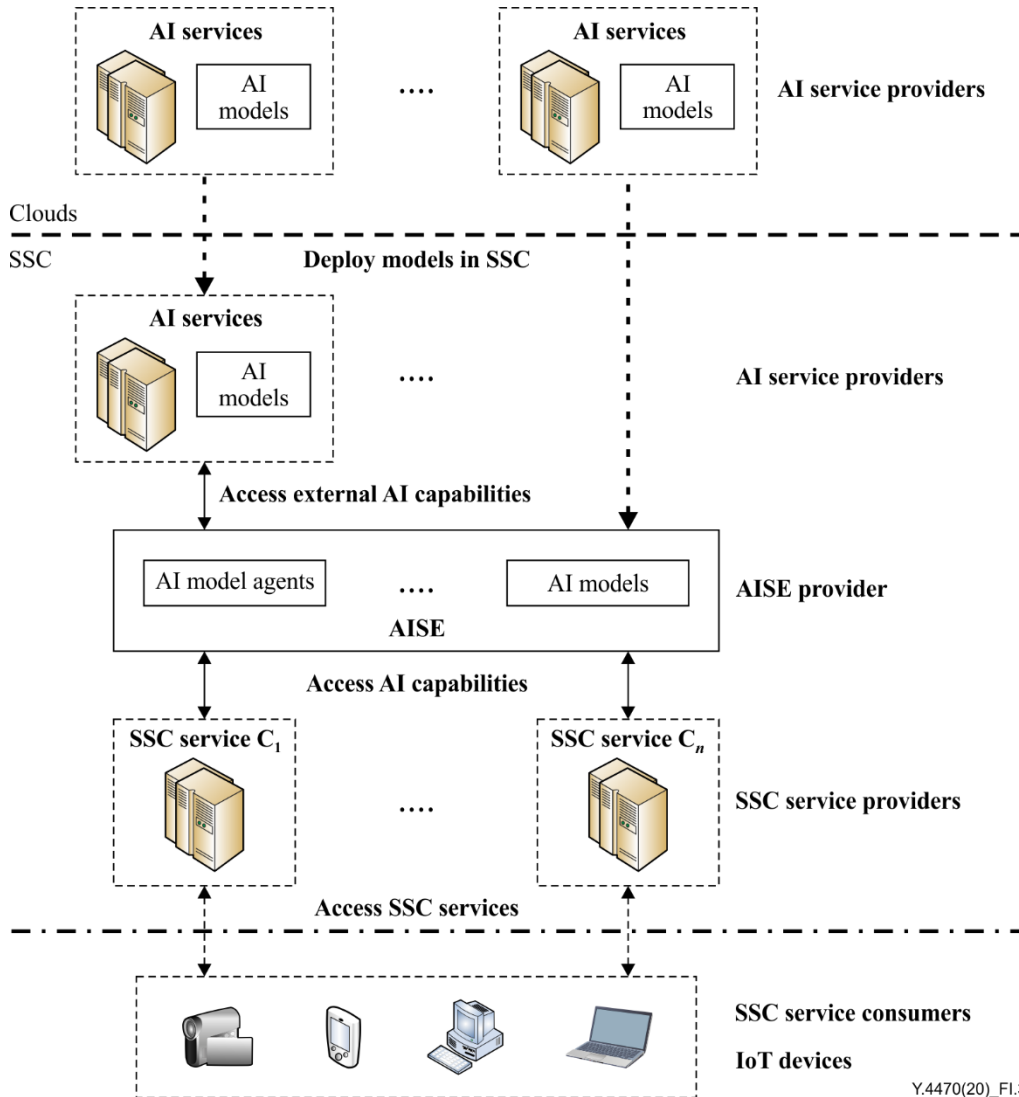 AI services
AI models
....
AI services
AI models
AI service providers
Clouds
SSC
Deploy models in SSC
AI services
AI models
....
AI service providers
Access external AI capabilities
AI model agents
....
AI models
AISE
AISE provider
Access AI capabilities
SSC service C1
....
SSC service Cn
SSC service providers
Access SSC services
SSC service consumers
IoT devices
Y.4470(20)_FI.